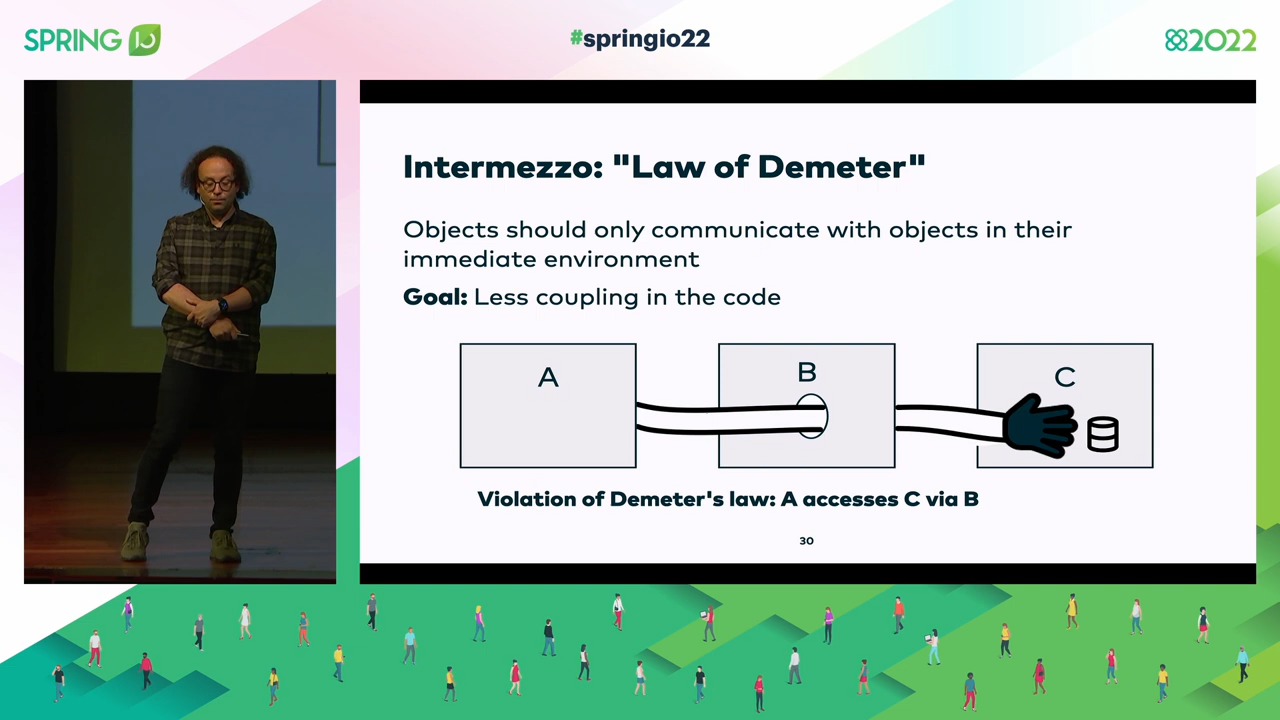 SPRING IO
#springio22
2022
Intermezzo: "Law of Demeter"
Objects should only communicate with objects in their
immediate environment
Goal: Less coupling in the code
A
B
C
Violation of Demeter's law: A accesses C via B
30